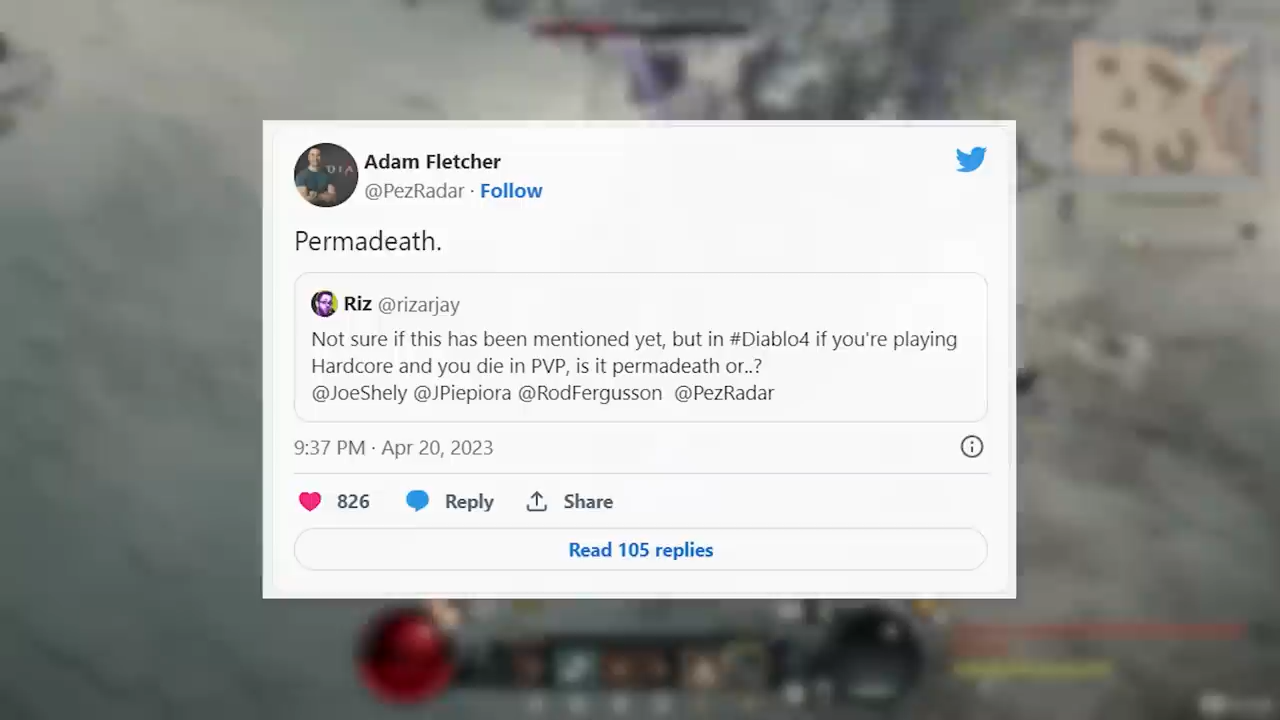 Adam Fletcher
@PezRadar · Follow
Permadeath.
Riz @rizarjay
Not sure if this has been mentioned yet, but in #Diablo4 if you're playing
Hardcore and you die in PVP, is it permadeath or..?
@JoeShely @JPiepiora @RodFergusson @PezRadar
9:37 PM · Apr 20, 2023
826 Reply Share
Read 105 replies